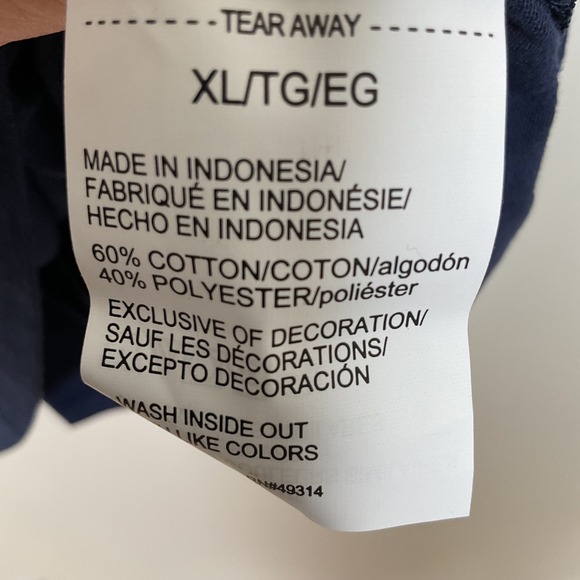 TEAR AWAY
XL/TG/EG
MADE IN INDONESIA/
FABRIQUÉ EN INDONÉSIE/
HECHO EN INDONESIA
60% COTTON/COTON/algodón
40% POLYESTER/poliéster
EXCLUSIVE OF DECORATION/
SAUF LES DÉCORATIONS/
EXCEPTO DECORACIÓN
WASH INSIDE OUT
LIKE COLORS
RN#49314